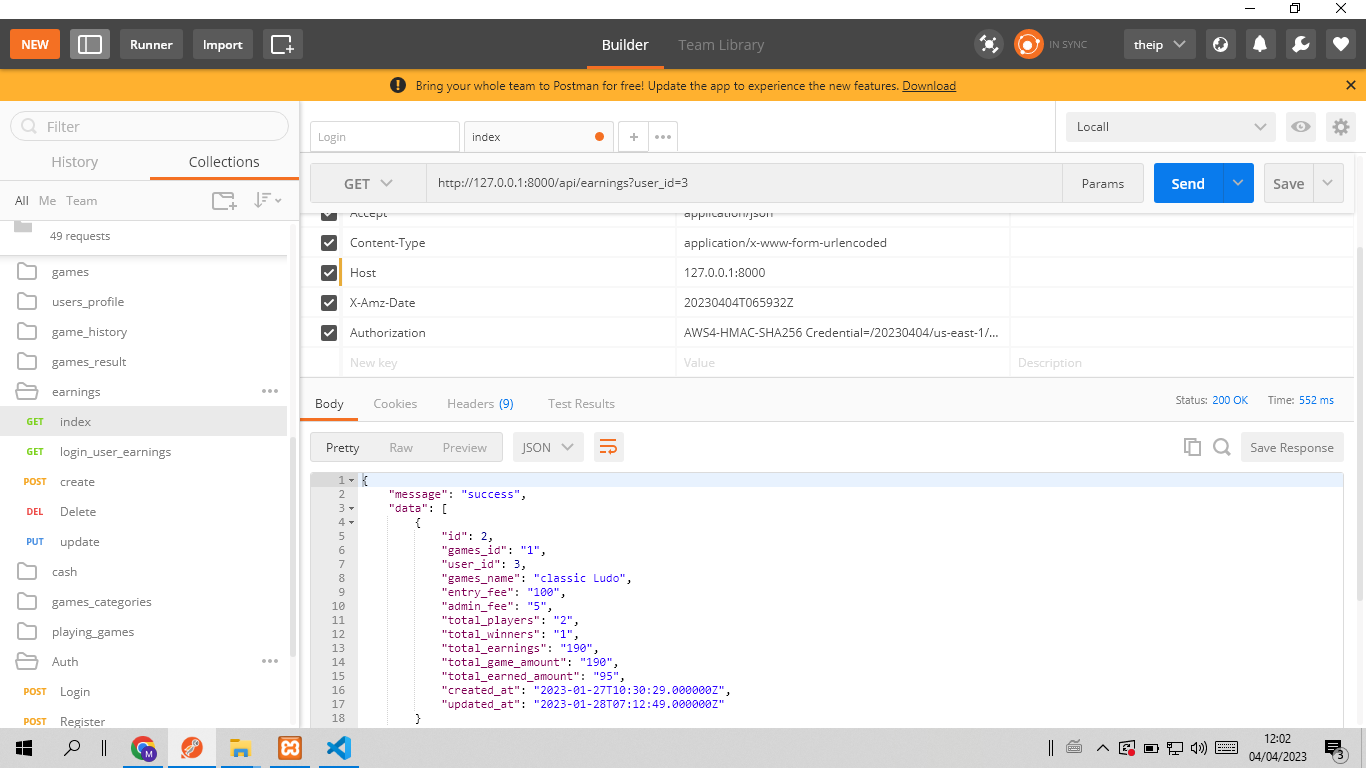 NEW
Runner
Import
Builder
Team Library
IN SYNC
theip
Bring your whole team to Postman for free! Update the app to experience the new features. Download
Filter
History
Collections
All Me Team
49 requests
games
users_profile
game_history
games_result
earnings
GET index
GET login_user_earnings
POST create
DEL Delete
PUT update
cash
games_categories
playing_games
Auth
POST Login
POST Register
Login
index
Locall
GET
http://127.0.0.1:8000/api/earnings?user_id=3
Params
Send
Save
Accept application/json
Content-Type application/x-www-form-urlencoded
Host 127.0.0.1:8000
X-Amz-Date 20230404T065932Z
Authorization AWS4-HMAC-SHA256 Credential=/20230404/us-east-1/...
New key Value Description
Body Cookies Headers (9) Test Results
Status: 200 OK Time: 552 ms
Pretty Raw Preview JSON
Save Response
1 {
2 "message": "success",
3 "data": [
4 {
5 "id": 2,
6 "games_id": "1",
7 "user_id": 3,
8 "games_name": "classic Ludo",
9 "entry_fee": "100",
10 "admin_fee": "5",
11 "total_players": "2",
12 "total_winners": "1",
13 "total_earnings": "190",
14 "total_game_amount": "190",
15 "total_earned_amount": "95",
16 "created_at": "2023-01-27T10:30:29.000000Z",
17 "updated_at": "2023-01-28T07:12:49.000000Z"
18 }
M
12:02
04/04/2023
3